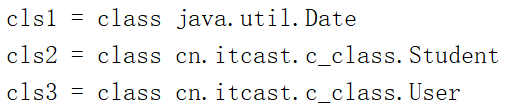 cls1 = class java.util.Date
cls2 = class cn.itcast.c_class.Student
cls3 = class cn.itcast.c_class.User